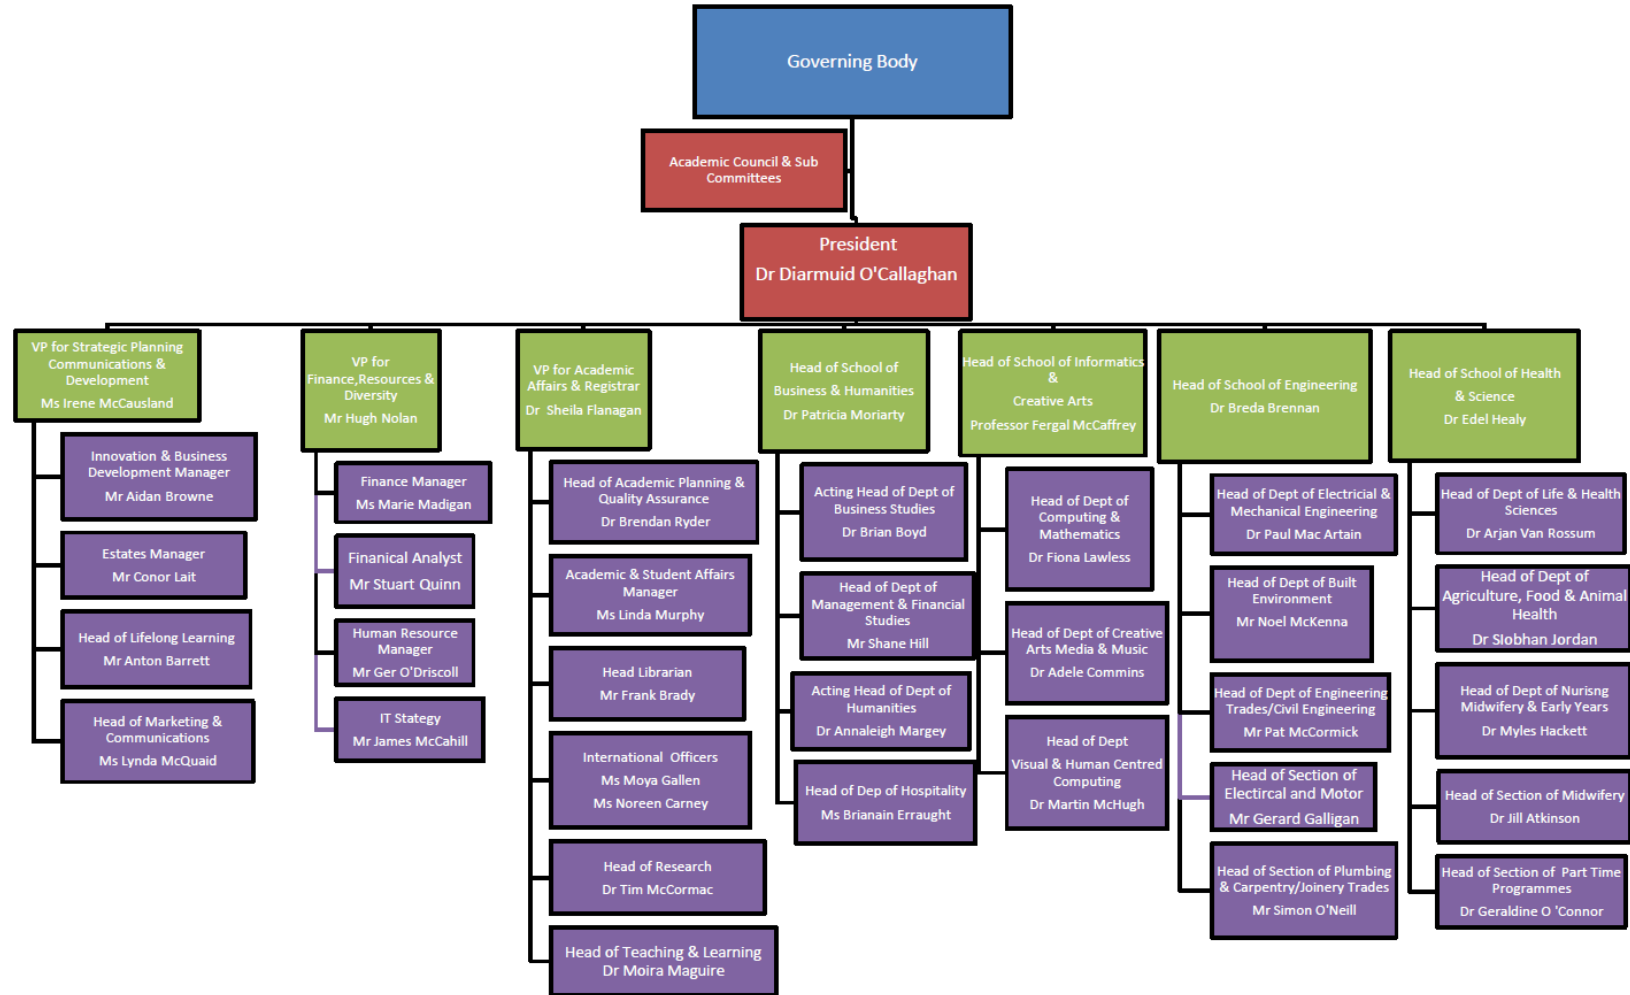 Governing Body
Academic Council & Sub
Committees
President
Dr Diarmuid O'Callaghan
VP for Strategic Planning
Communications &
Development
Ms Irene McCausland
Innovation & Business
Development Manager
Mr Aidan Browne
Estates Manager
Mr Conor Lait
Head of Lifelong Learning
Mr Anton Barrett
Head of Marketing &
Communications
Ms Lynda McQuaid
VP for
Finance,Resources &
Diversity
Mr Hugh Nolan
Finance Manager
Ms Marie Madigan
Finanical Analyst
Mr Stuart Quinn
Human Resource
Manager
Mr Ger O'Driscoll
IT Stategy
Mr James McCahill
VP for Academic
Affairs & Registrar
Dr Sheila Flanagan
Head of Academic Planning &
Quality Assurance
Dr Brendan Ryder
Academic & Student Affairs
Manager
Ms Linda Murphy
Head Librarian
Mr Frank Brady
International Officers
Ms Moya Gallen
Ms Noreen Carney
Head of Research
Dr Tim McCormac
Head of Teaching & Learning
Dr Moira Maguire
Head of School of
Business & Humanities
Dr Patricia Moriarty
Acting Head of Dept of
Business Studies
Dr Brian Boyd
Head of Dept of
Management & Financial
Studies
Mr Shane Hill
Acting Head of Dept of
Humanities
Dr Annaleigh Margey
Head of Dep of Hospitality
Ms Brianain Erraught
Head of School of Informatics
&
Creative Arts
Professor Fergal McCaffrey
Head of Dept of
Computing &
Mathematics
Dr Fiona Lawless
Head of Dept of Creative
Arts Media & Music
Dr Adele Commins
Head of Dept
Visual & Human Centred
Computing
Dr Martin McHugh
Head of School of Engineering
Dr Breda Brennan
Head of Dept of Electricial &
Mechanical Engineering
Dr Paul Mac Artain
Head of Dept of Built
Environment
Mr Noel McKenna
Head of Dept of Engineering
Trades/Civil Engineering
Mr Pat McCormick
Head of Section of
Electircal and Motor
Mr Gerard Galligan
Head of Section of Plumbing
& Carpentry/Joinery Trades
Mr Simon O'Neill
Head of School of Health
& Science
Dr Edel Healy
Head of Dept of Life & Health
Sciences
Dr Arjan Van Rossum
Head of Dept of
Agriculture, Food & Animal
Health
Dr SIobhan Jordan
Head of Dept of Nurisng
Midwifery & Early Years
Dr Myles Hackett
Head of Section of Midwifery
Dr Jill Atkinson
Head of Section of Part Time
Programmes
Dr Geraldine O 'Connor